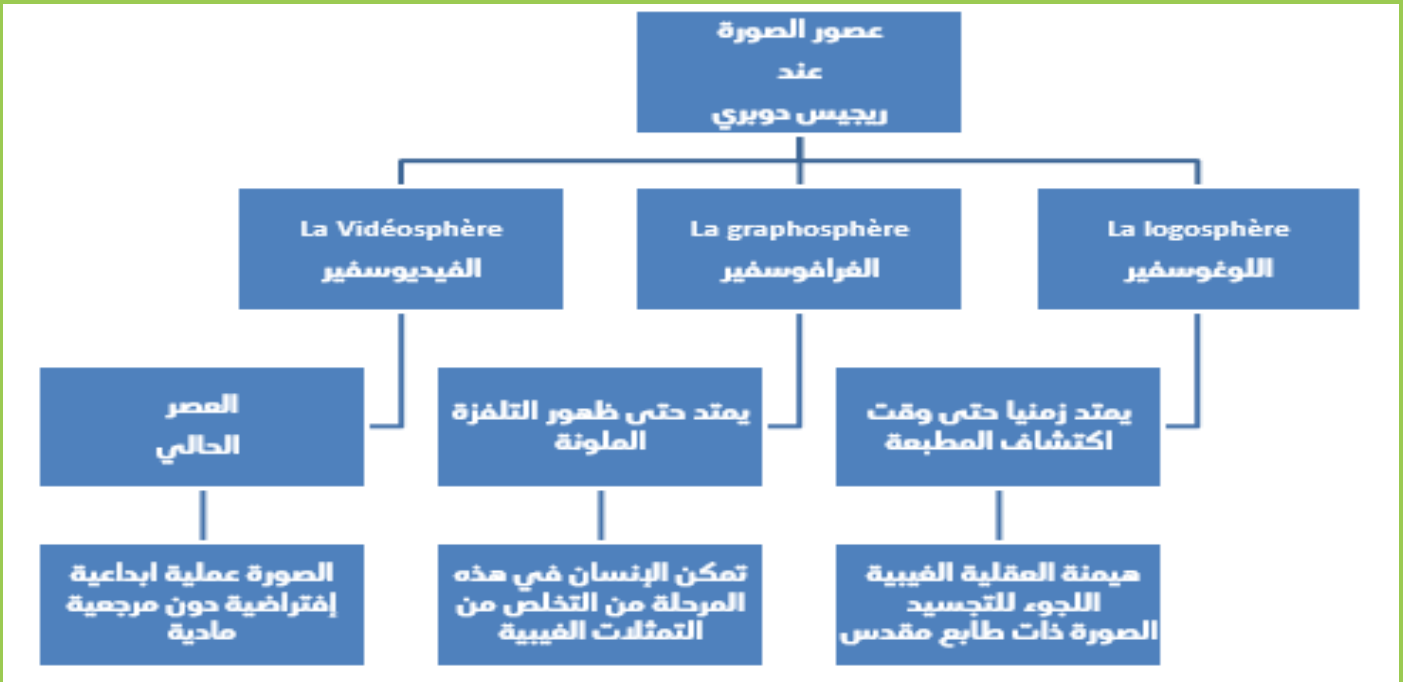 عصور الصورة
عند
ريجيس دوبري
La logosphère
اللوغوسفير
La graphosphère
الغرافوسفير
La Vidéosphère
الفيديوسفير
يمتد زمنيا حتى وقت
اكتشاف المطبعة
يمتد حتى ظهور التلفزة
الملونة
العصر
الحالي
هيمنة العقلية الغيبية
اللجوء للتجسيد
الصورة ذات طابع مقدس
تمكن الإنسان في هذه
المرحلة من التخلص من
التمثلات الغيبية
الصورة عملية ابداعية
إفتراضية دون مرجعية
مادية